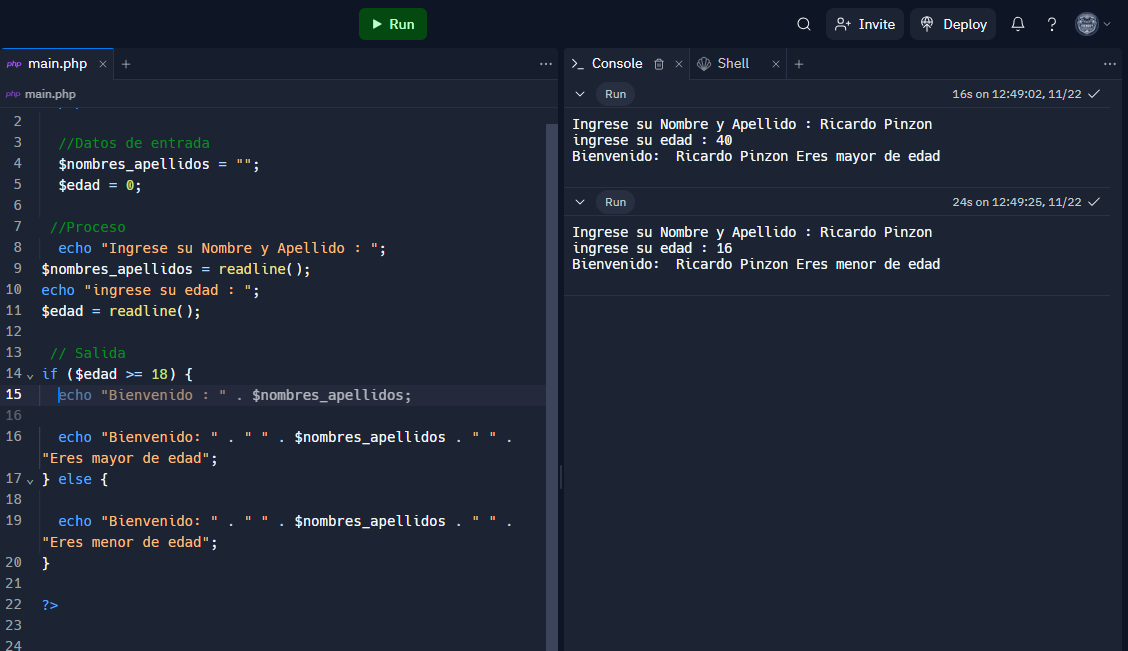 Run
Invite
Deploy
php main.php
Console
Shell
php main.php
Run
16s on 12:49:02, 11/22
2
3 //Datos de entrada
4 $nombres_apellidos = "";
5 $edad = 0;
6
7 //Proceso
8 echo "Ingrese su Nombre y Apellido : ";
9 $nombres_apellidos = readline();
10 echo "ingrese su edad : ";
11 $edad = readline();
12
13 // Salida
14 if ($edad >= 18) {
15 echo "Bienvenido : " . $nombres_apellidos;
16
16 echo "Bienvenido: " . " " . $nombres_apellidos . " " .
"Eres mayor de edad";
17 } else {
18
19 echo "Bienvenido: " . " " . $nombres_apellidos . " " .
"Eres menor de edad";
20 }
21
22 ?>
23
24
Ingrese su Nombre y Apellido : Ricardo Pinzon
ingrese su edad : 40
Bienvenido:  Ricardo Pinzon Eres mayor de edad
Run
24s on 12:49:25, 11/22
Ingrese su Nombre y Apellido : Ricardo Pinzon
ingrese su edad : 16
Bienvenido:  Ricardo Pinzon Eres menor de edad